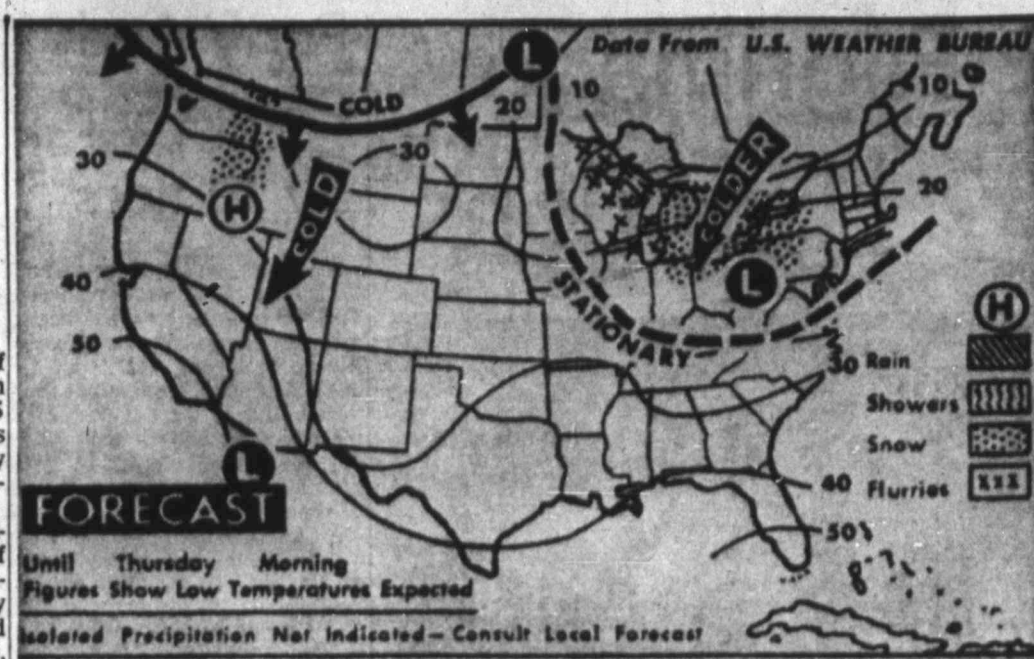 Data From U.S. WEATHER BUREAU
L
COLD
20
10
10
30
30
COLD
COLDER
20
H
L
40
STATIONARY
50
H
30
Rain
Showers
Snow
40
Flurries
XXX
50
L
FORECAST
Until Thursday Morning
Figures Show Low Temperatures Expected
Isolated Precipitation Not Indicated – Consult Local Forecast